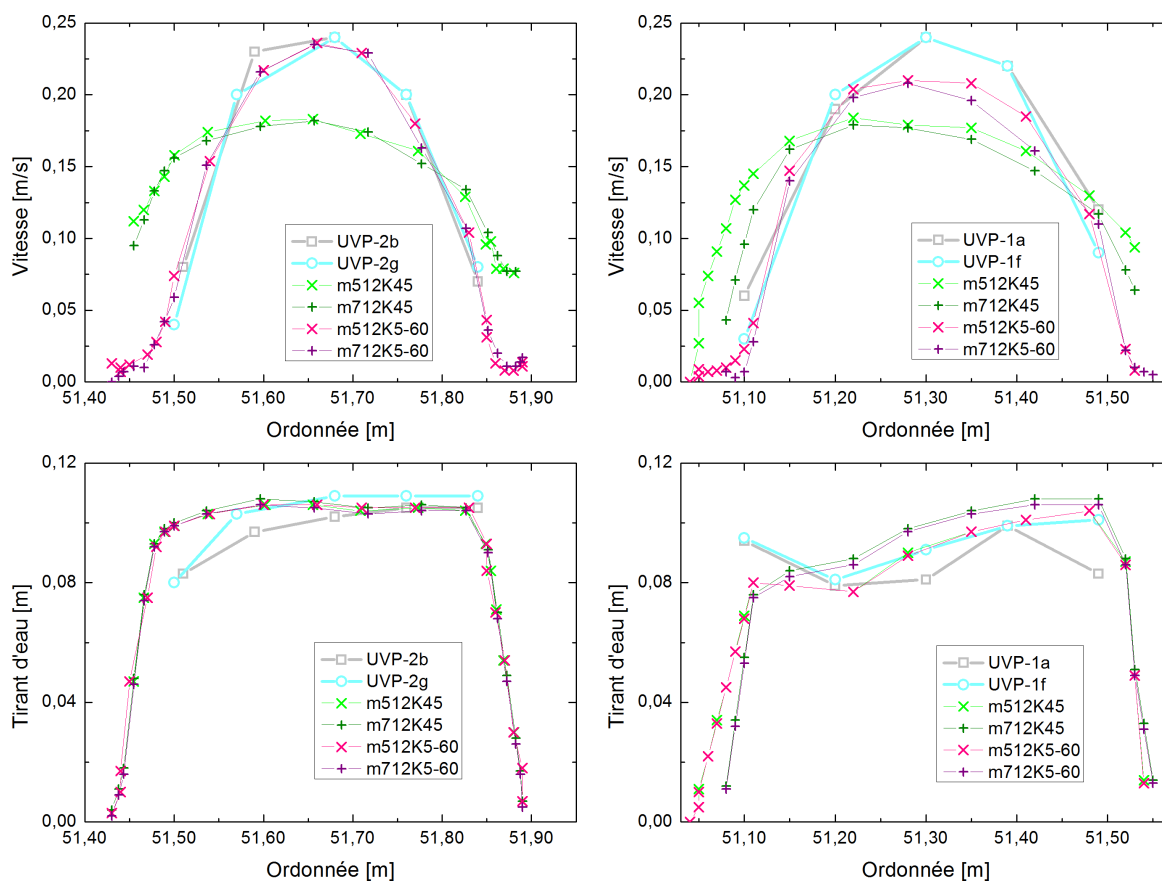 0,25
0,20
0,15
0,10
0,05
0,00
Vitesse [m/s]
UVP-2b
UVP-2g
m512K45
m712K45
m512K5-60
m712K5-60
51,40 51,50 51,60 51,70 51,80 51,90
Ordonnée [m]
0,25
0,20
0,15
0,10
0,05
0,00
Vitesse [m/s]
UVP-1a
UVP-1f
m512K45
m712K45
m512K5-60
m712K5-60
51,10 51,20 51,30 51,40 51,50
Ordonnée [m]
0,12
0,08
0,04
0,00
Tirant d'eau [m]
UVP-2b
UVP-2g
m512K45
m712K45
m512K5-60
m712K5-60
51,40 51,50 51,60 51,70 51,80 51,90
Ordonnée [m]
0,12
0,08
0,04
0,00
Tirant d'eau [m]
UVP-1a
UVP-1f
m512K45
m712K45
m512K5-60
m712K5-60
51,10 51,20 51,30 51,40 51,50
Ordonnée [m]